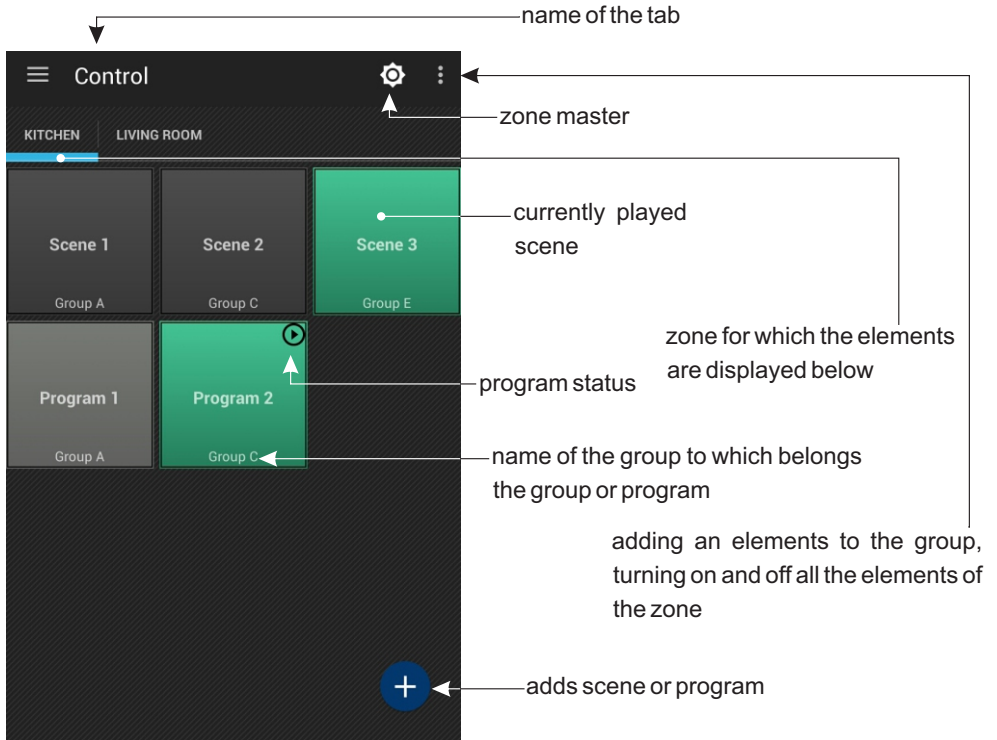 name of the tab
Control
zone master
KITCHEN LIVING ROOM
currently played
scene
Scene 1 Scene 2 Scene 3
Group A Group C Group E
zone for which the elements
are displayed below
program status
Program 1 Program 2
Group A Group C
name of the group to which belongs
the group or program
adding an elements to the group,
turning on and off all the elements of
the zone
adds scene or program